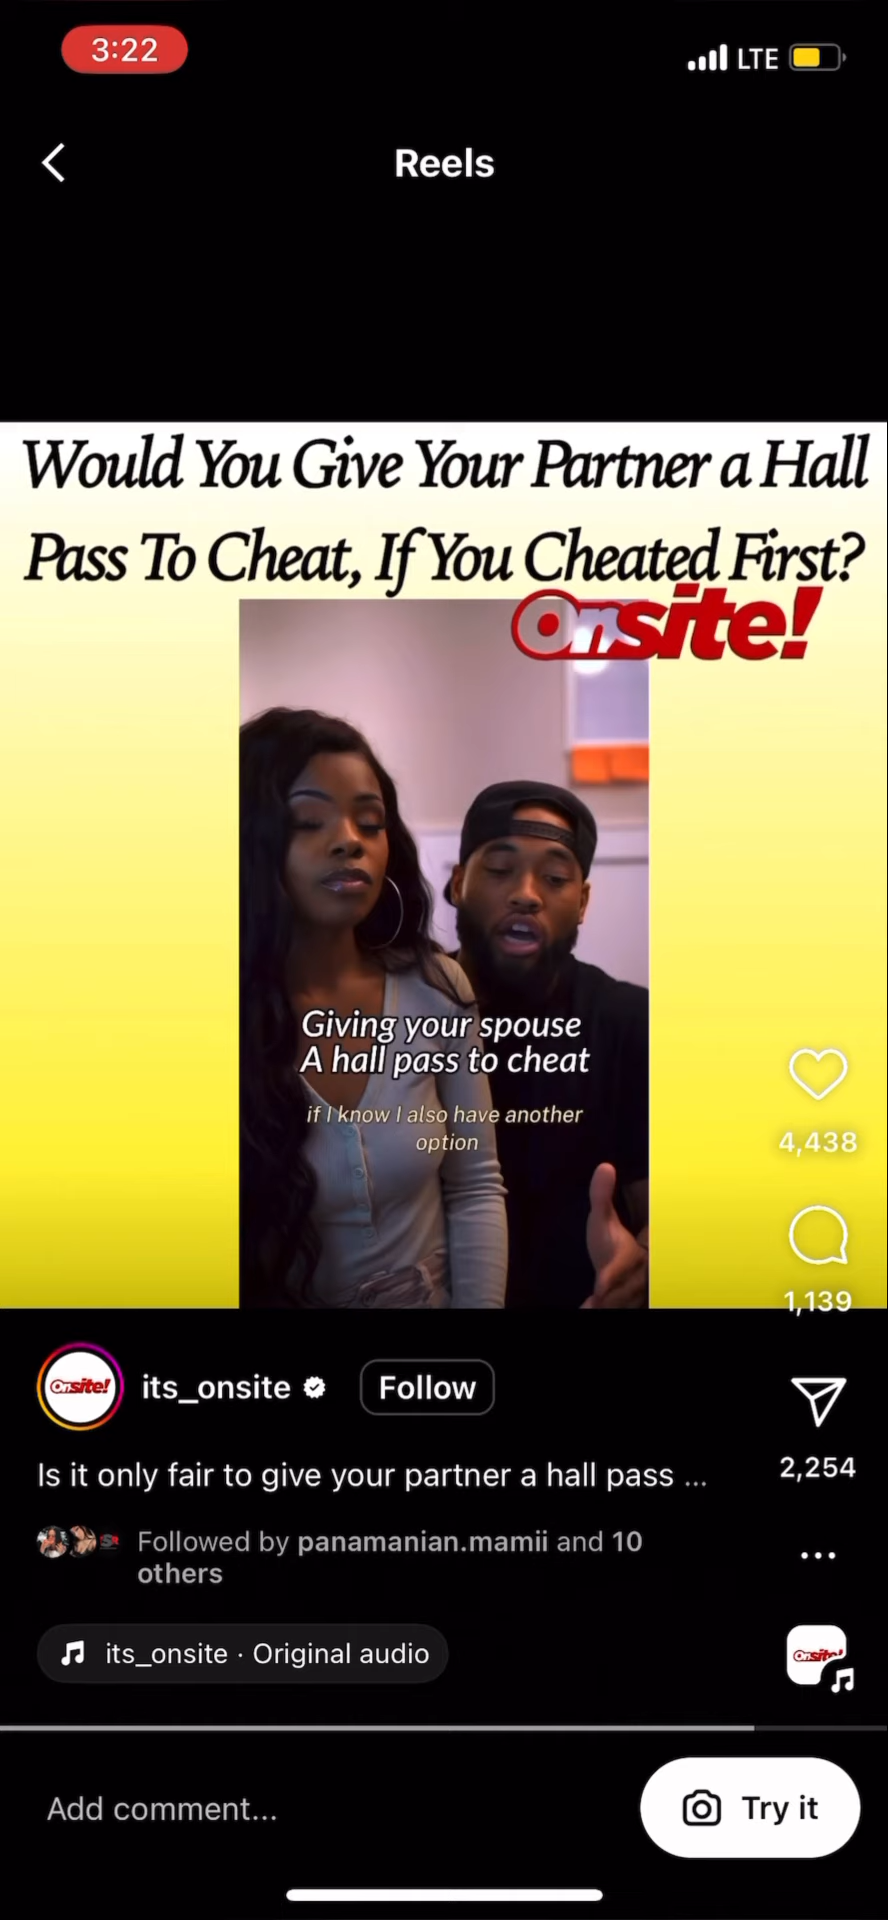 3:22
LTE
Reels
Would You Give Your Partner a Hall
Pass To Cheat, If You Cheated First?
Onsite!
Giving your spouse
A hall pass to cheat
if I know I also have another
option
4,438
1,139
Onsite!
its_onsite
Follow
Is it only fair to give your partner a hall pass ...
2,254
Followed by panamanian.mamii and 10
others
its_onsite · Original audio
Onsite!
Add comment...
Try it